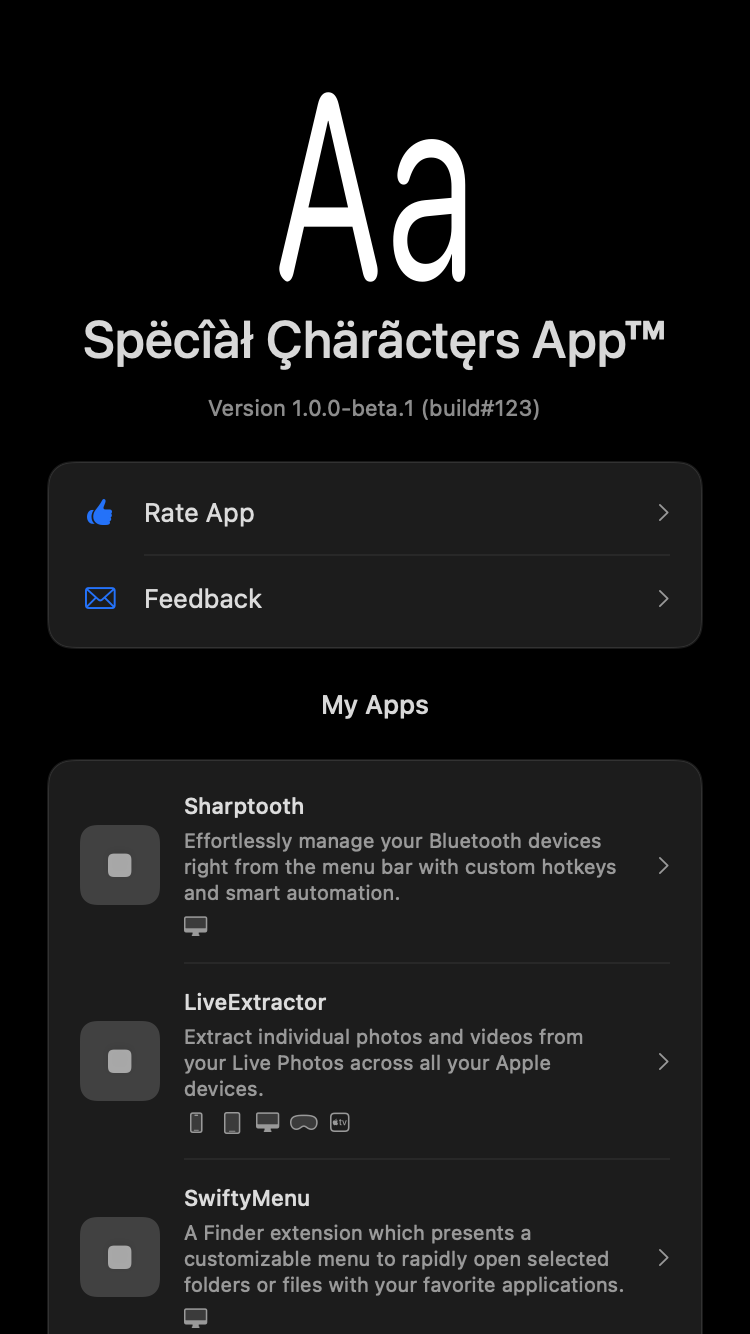 Aa
Spëcîàł Çhärãctęrs App™
Version 1.0.0-beta.1 (build#123)
Rate App
Feedback
My Apps
Sharptooth
Effortlessly manage your Bluetooth devices
right from the menu bar with custom hotkeys
and smart automation.
LiveExtractor
Extract individual photos and videos from
your Live Photos across all your Apple
devices.
tv
SwiftyMenu
A Finder extension which presents a
customizable menu to rapidly open selected
folders or files with your favorite applications.